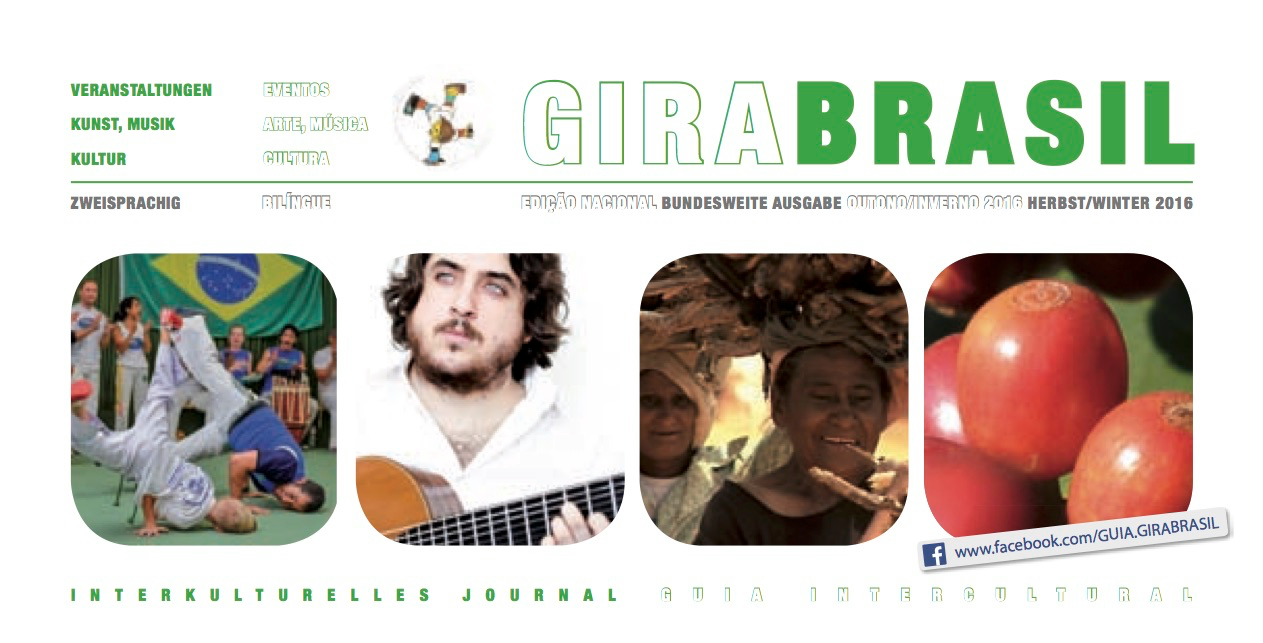 VERANSTALTUNGEN EVENTOS
KUNST, MUSIK ARTE, MÚSICA
KULTUR CULTURA
GIRABRASIL
ZWEISPRACHIG BILÍNGUE
EDIÇÃO NACIONAL BUNDESWEITE AUSGABE OUTONO/INVERNO 2016 HERBST/WINTER 2016
www.facebook.com/GUIA.GIRABRASIL
INTERKULTURELLES JOURNAL GUIA INTERCULTURAL